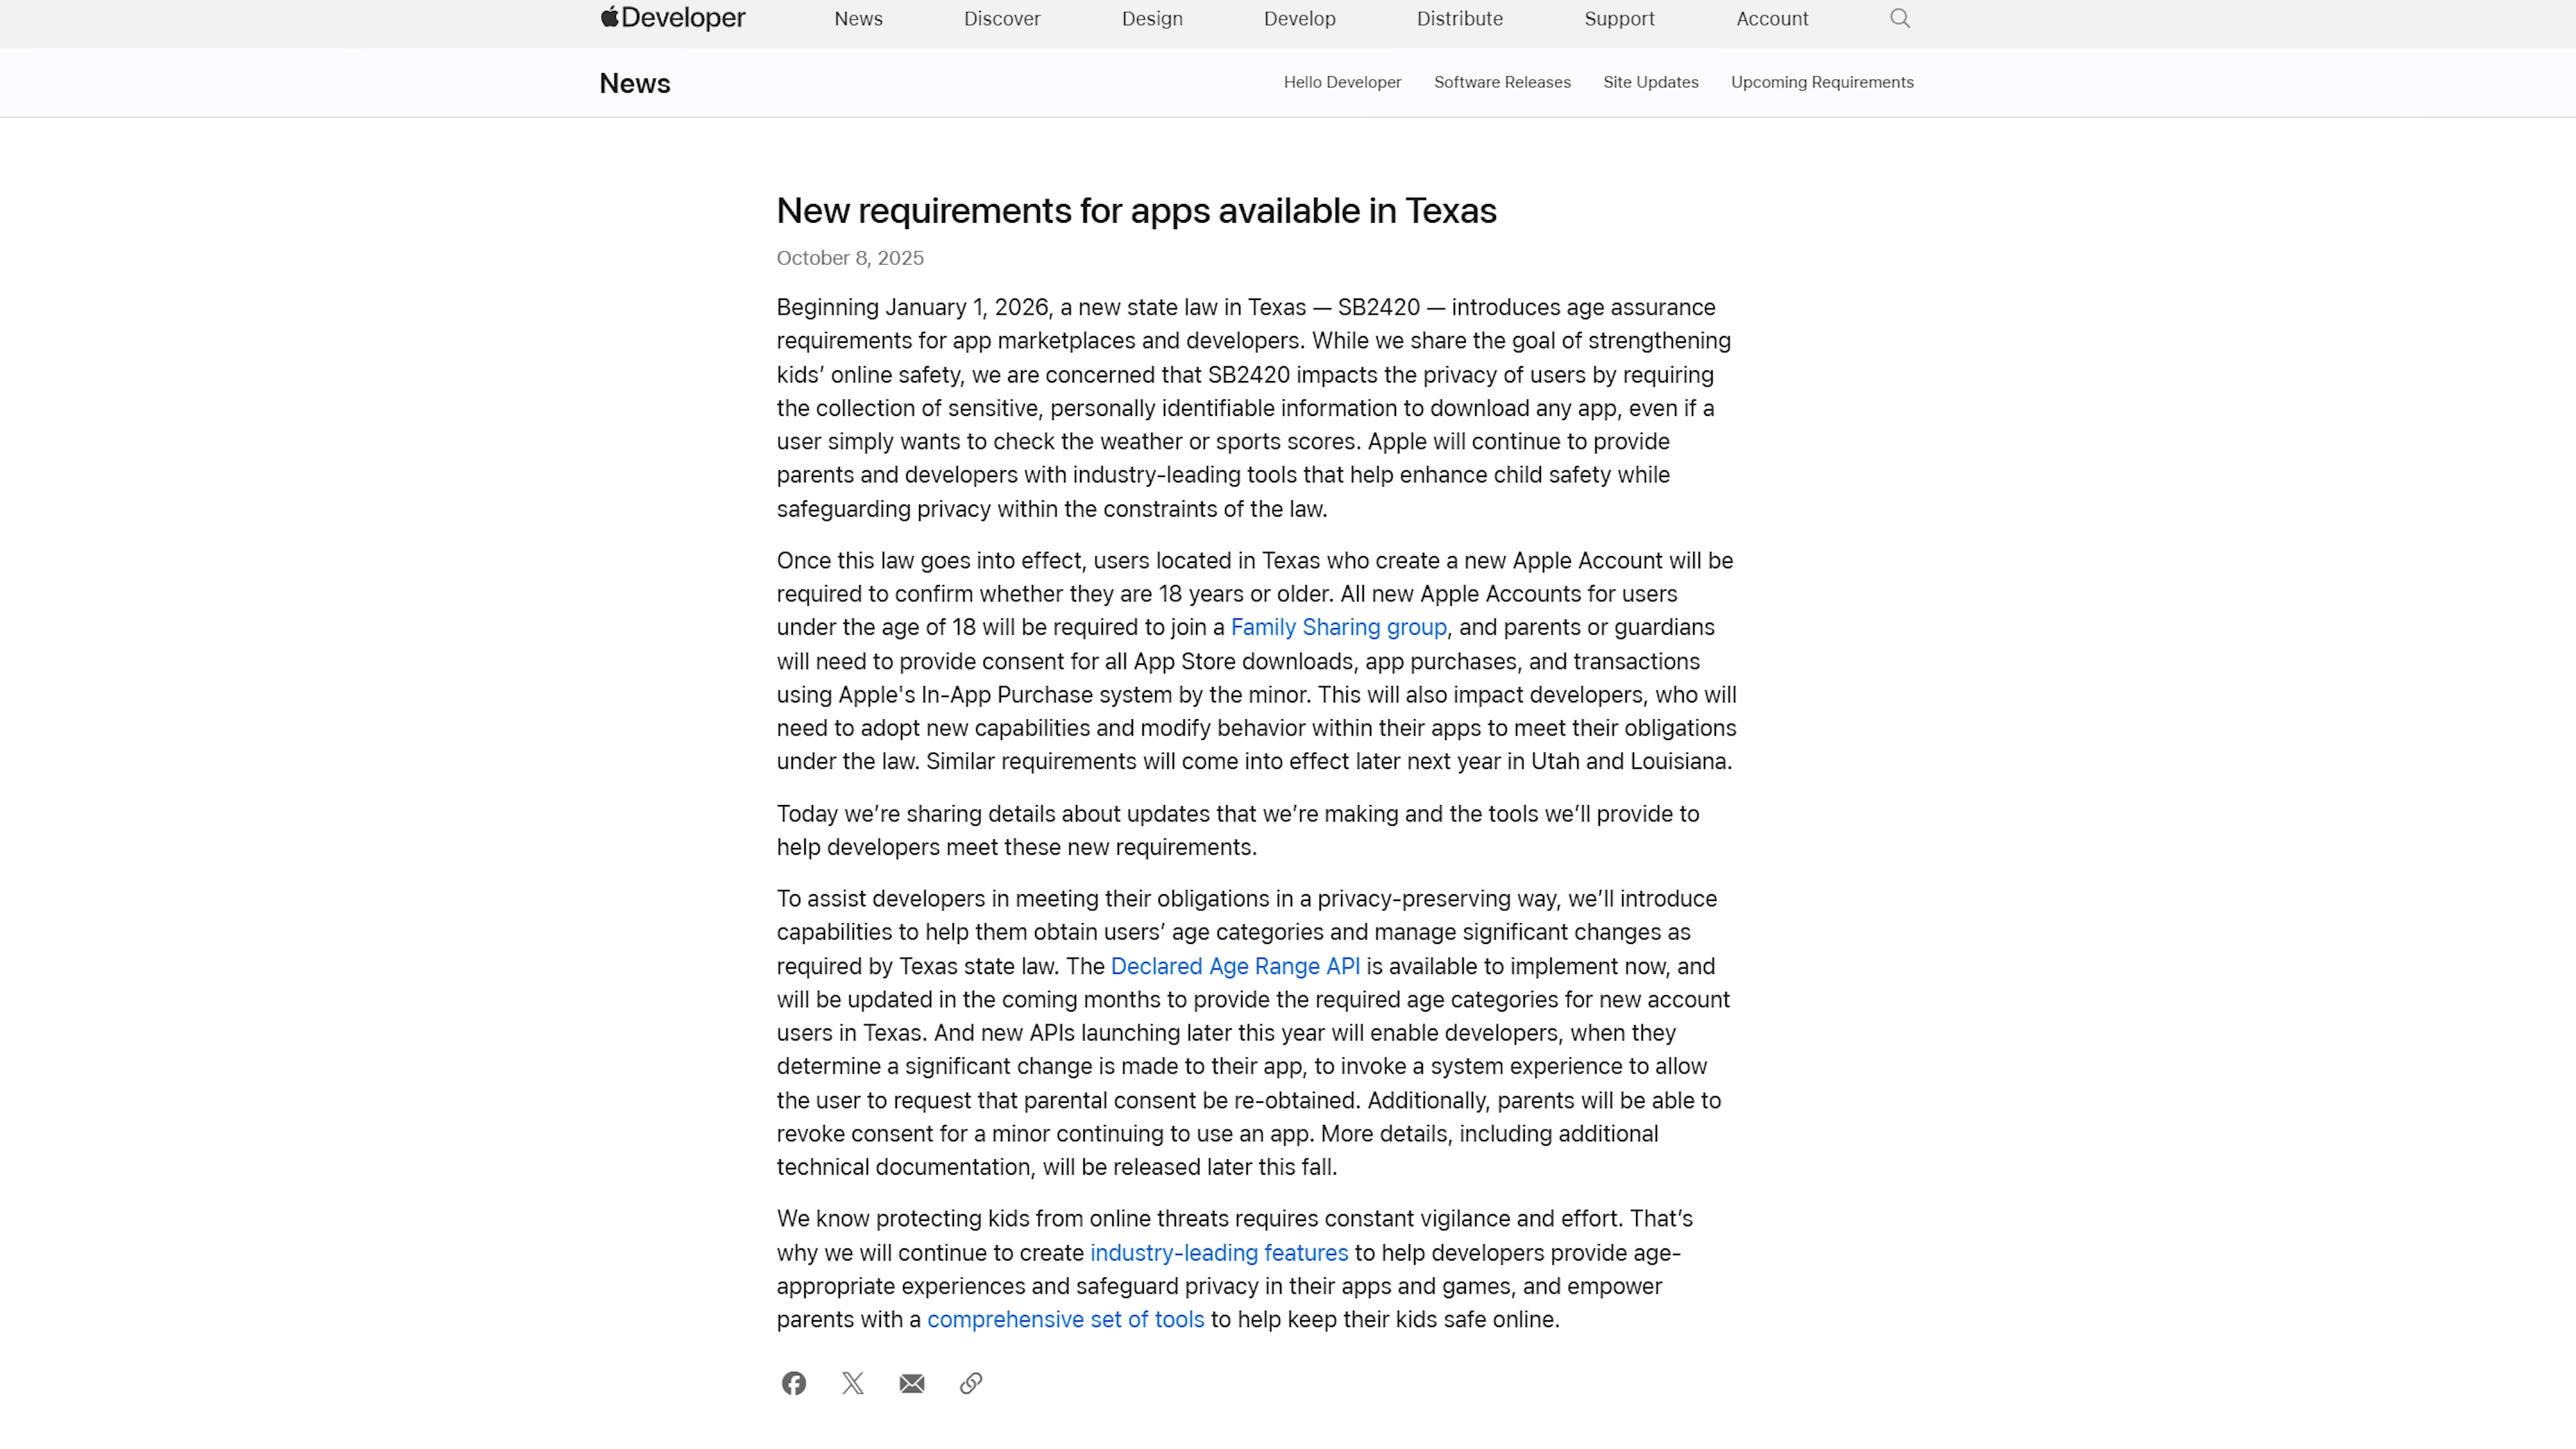 Developer News Discover Design Develop Distribute Support Account
News Hello Developer Software Releases Site Updates Upcoming Requirements
New requirements for apps available in Texas
October 8, 2025
Beginning January 1, 2026, a new state law in Texas — SB2420 — introduces age assurance
requirements for app marketplaces and developers. While we share the goal of strengthening
kids’ online safety, we are concerned that SB2420 impacts the privacy of users by requiring
the collection of sensitive, personally identifiable information to download any app, even if a
user simply wants to check the weather or sports scores. Apple will continue to provide
parents and developers with industry-leading tools that help enhance child safety while
safeguarding privacy within the constraints of the law.
Once this law goes into effect, users located in Texas who create a new Apple Account will be
required to confirm whether they are 18 years or older. All new Apple Accounts for users
under the age of 18 will be required to join a Family Sharing group, and parents or guardians
will need to provide consent for all App Store downloads, app purchases, and transactions
using Apple's In-App Purchase system by the minor. This will also impact developers, who will
need to adopt new capabilities and modify behavior within their apps to meet their obligations
under the law. Similar requirements will come into effect later next year in Utah and Louisiana.
Today we’re sharing details about updates that we’re making and the tools we’ll provide to
help developers meet these new requirements.
To assist developers in meeting their obligations in a privacy-preserving way, we’ll introduce
capabilities to help them obtain users’ age categories and manage significant changes as
required by Texas state law. The Declared Age Range API is available to implement now, and
will be updated in the coming months to provide the required age categories for new account
users in Texas. And new APIs launching later this year will enable developers, when they
determine a significant change is made to their app, to invoke a system experience to allow
the user to request that parental consent be re-obtained. Additionally, parents will be able to
revoke consent for a minor continuing to use an app. More details, including additional
technical documentation, will be released later this fall.
We know protecting kids from online threats requires constant vigilance and effort. That’s
why we will continue to create industry-leading features to help developers provide age-
appropriate experiences and safeguard privacy in their apps and games, and empower
parents with a comprehensive set of tools to help keep their kids safe online.